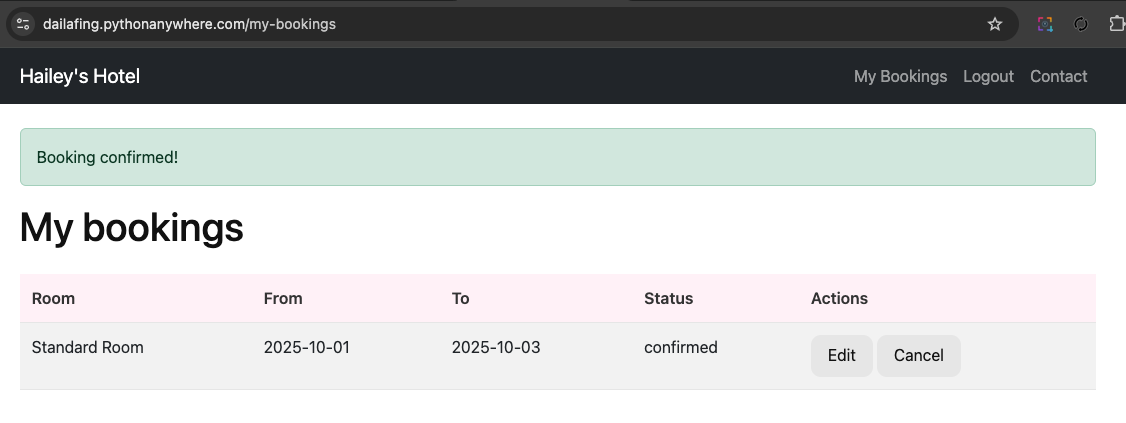 dailafing.pythonanywhere.com/my-bookings
Hailey's Hotel My Bookings Logout Contact
Booking confirmed!
My bookings
Room From To Status Actions
Standard Room 2025-10-01 2025-10-03 confirmed Edit Cancel